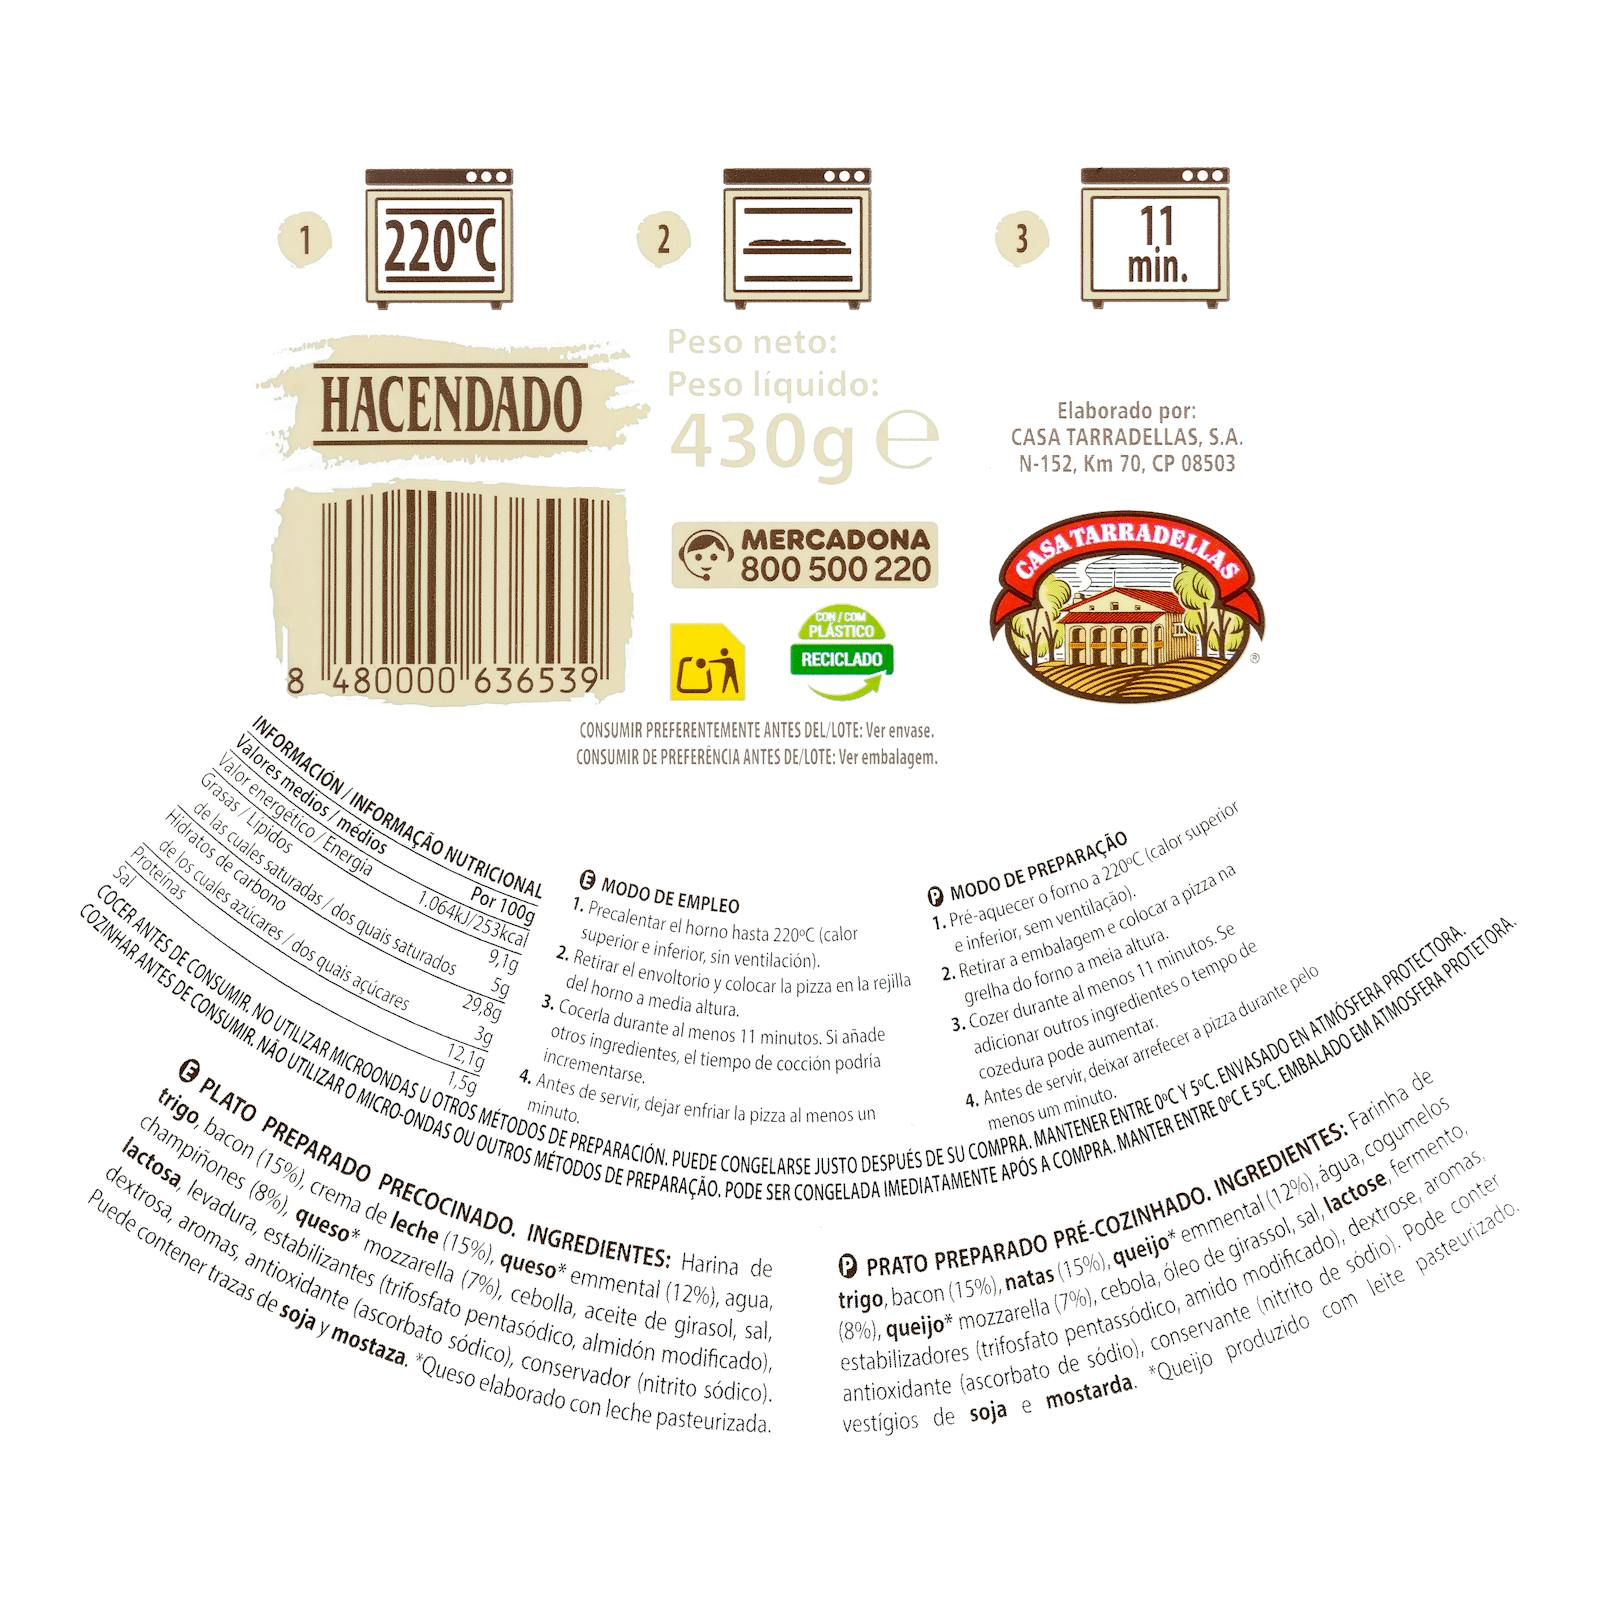 1
220ºC
2
3
11
min.
HACENDADO
Peso neto:
Peso líquido:
430g e
Elaborado por:
CASA TARRADELLAS, S.A.
N-152, Km 70, CP 08503
MERCADONA
800 500 220
CASA TARRADELLAS
®
CON / COM
PLÁSTICO
RECICLADO
8 480000 636539
CONSUMIR PREFERENTEMENTE ANTES DEL/LOTE: Ver envase.
CONSUMIR DE PREFERÊNCIA ANTES DE/LOTE: Ver embalagem.
INFORMACIÓN / INFORMAÇÃO NUTRICIONAL
Valores medios / médios Por 100g
Valor energético / Energia 1.064kJ/253kcal
Grasas / Lípidos 9,1g
de las cuales saturadas / dos quais saturados 5g
Hidratos de carbono 29,8g
de los cuales azúcares / dos quais açúcares 3g
Proteínas 12,1g
Sal 1,5g
E MODO DE EMPLEO
1. Precalentar el horno hasta 220ºC (calor
superior e inferior, sin ventilación).
2. Retirar el envoltorio y colocar la pizza en la rejilla
del horno a media altura.
3. Cocerla durante al menos 11 minutos. Si añade
otros ingredientes, el tiempo de cocción podría
incrementarse.
4. Antes de servir, dejar enfriar la pizza al menos un
minuto.
P MODO DE PREPARAÇÃO
1. Pré-aquecer o forno a 220ºC (calor superior
e inferior, sem ventilação).
2. Retirar a embalagem e colocar a pizza na
grelha do forno a meia altura.
3. Cozer durante al menos 11 minutos. Se
adicionar outros ingredientes o tempo de
cozedura pode aumentar.
4. Antes de servir, deixar arrefecer a pizza durante pelo
menos um minuto.
COCER ANTES DE CONSUMIR. NO UTILIZAR MICROONDAS U OTROS MÉTODOS DE PREPARACIÓN. PUEDE CONGELARSE JUSTO DESPUÉS DE SU COMPRA. MANTENER ENTRE 0ºC Y 5ºC. ENVASADO EN ATMÓSFERA PROTECTORA.
COZINHAR ANTES DE CONSUMIR. NÃO UTILIZAR O MICRO-ONDAS OU OUTROS MÉTODOS DE PREPARAÇÃO. PODE SER CONGELADA IMEDIATAMENTE APÓS A COMPRA. MANTER ENTRE 0ºC E 5ºC. EMBALADO EM ATMOSFERA PROTETORA.
E PLATO PREPARADO PRECOCINADO. INGREDIENTES: Harina de
trigo, bacon (15%), crema de leche (15%), queso* emmental (12%), agua,
champiñones (8%), queso* mozzarella (7%), cebolla, aceite de girasol, sal,
lactosa, levadura, estabilizantes (trifosfato pentasódico, almidón modificado),
dextrosa, aromas, antioxidante (ascorbato sódico), conservador (nitrito sódico).
Puede contener trazas de soja y mostaza. *Queso elaborado con leche pasteurizada.
P PRATO PREPARADO PRÉ-COZINHADO. INGREDIENTES: Farinha de
trigo, bacon (15%), natas (15%), queijo* emmental (12%), água, cogumelos
(8%), queijo* mozzarella (7%), cebola, óleo de girassol, sal, lactose, fermento,
estabilizadores (trifosfato pentassódico, amido modificado), dextrose, aromas,
antioxidante (ascorbato de sódio), conservante (nitrito de sódio). Pode conter
vestígios de soja e mostarda. *Queijo produzido com leite pasteurizado.